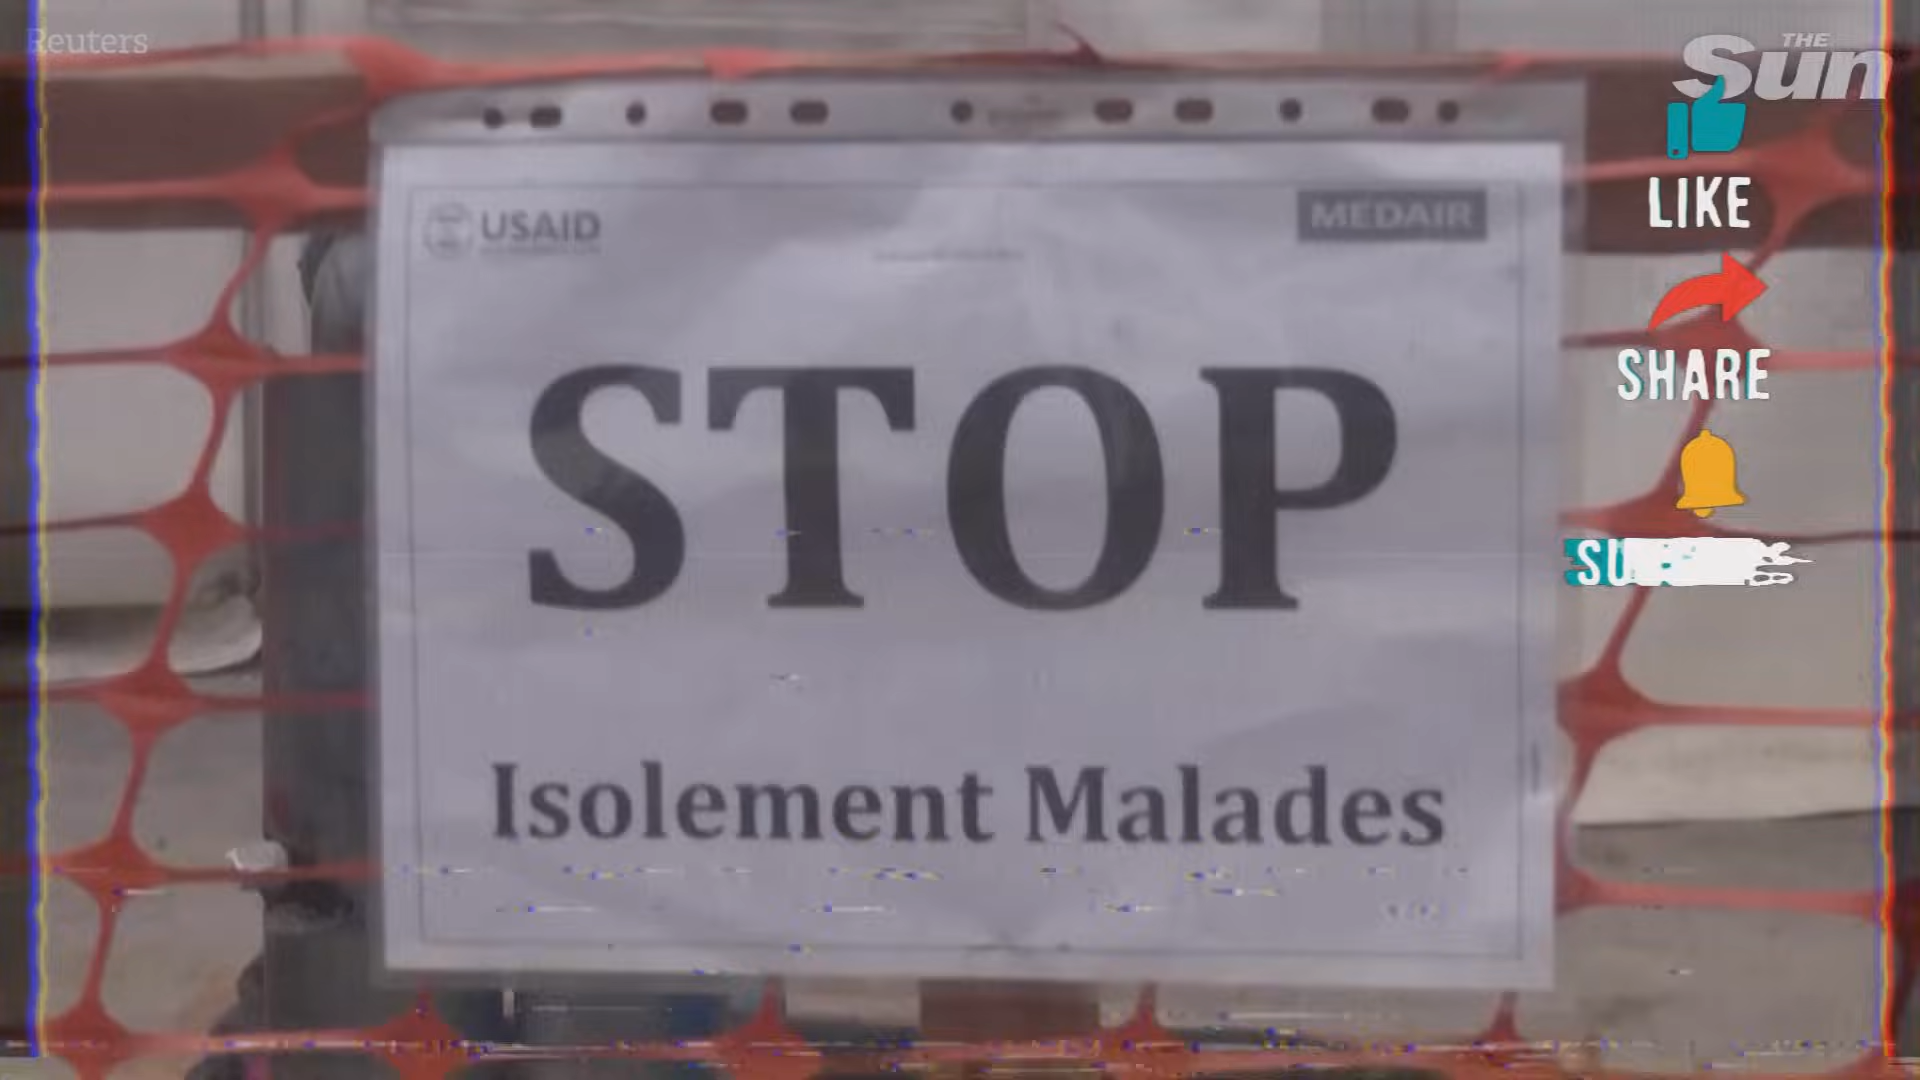 Reuters
THE
Sun
USAID
MEDAIR
STOP
Isolement Malades
LIKE
SHARE